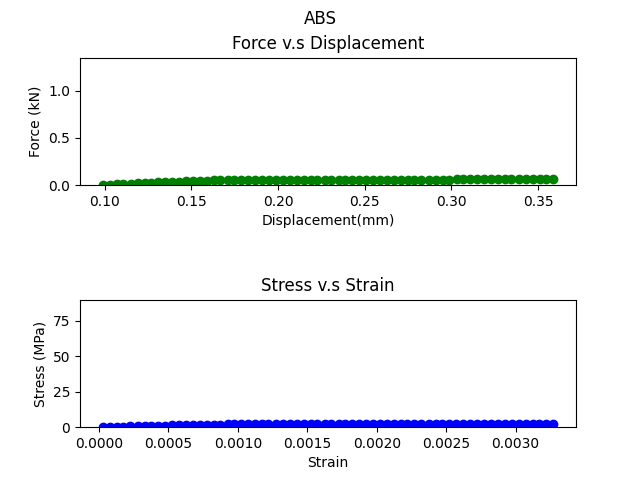 ABS
Force v.s Displacement
1.0
0.5
0.0
Force (kN)
0.10 0.15 0.20 0.25 0.30 0.35
Displacement(mm)
Stress v.s Strain
75
50
25
0
Stress (MPa)
0.0000 0.0005 0.0010 0.0015 0.0020 0.0025 0.0030
Strain